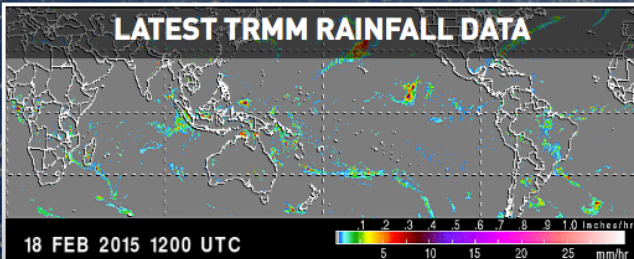 LATEST TRMM RAINFALL DATA
.1 .2 .3 .4 .5 .6 .7 .8 .9 1.0 Inches/hr
18 FEB 2015 1200 UTC
5 10 15 20 25 mm/hr